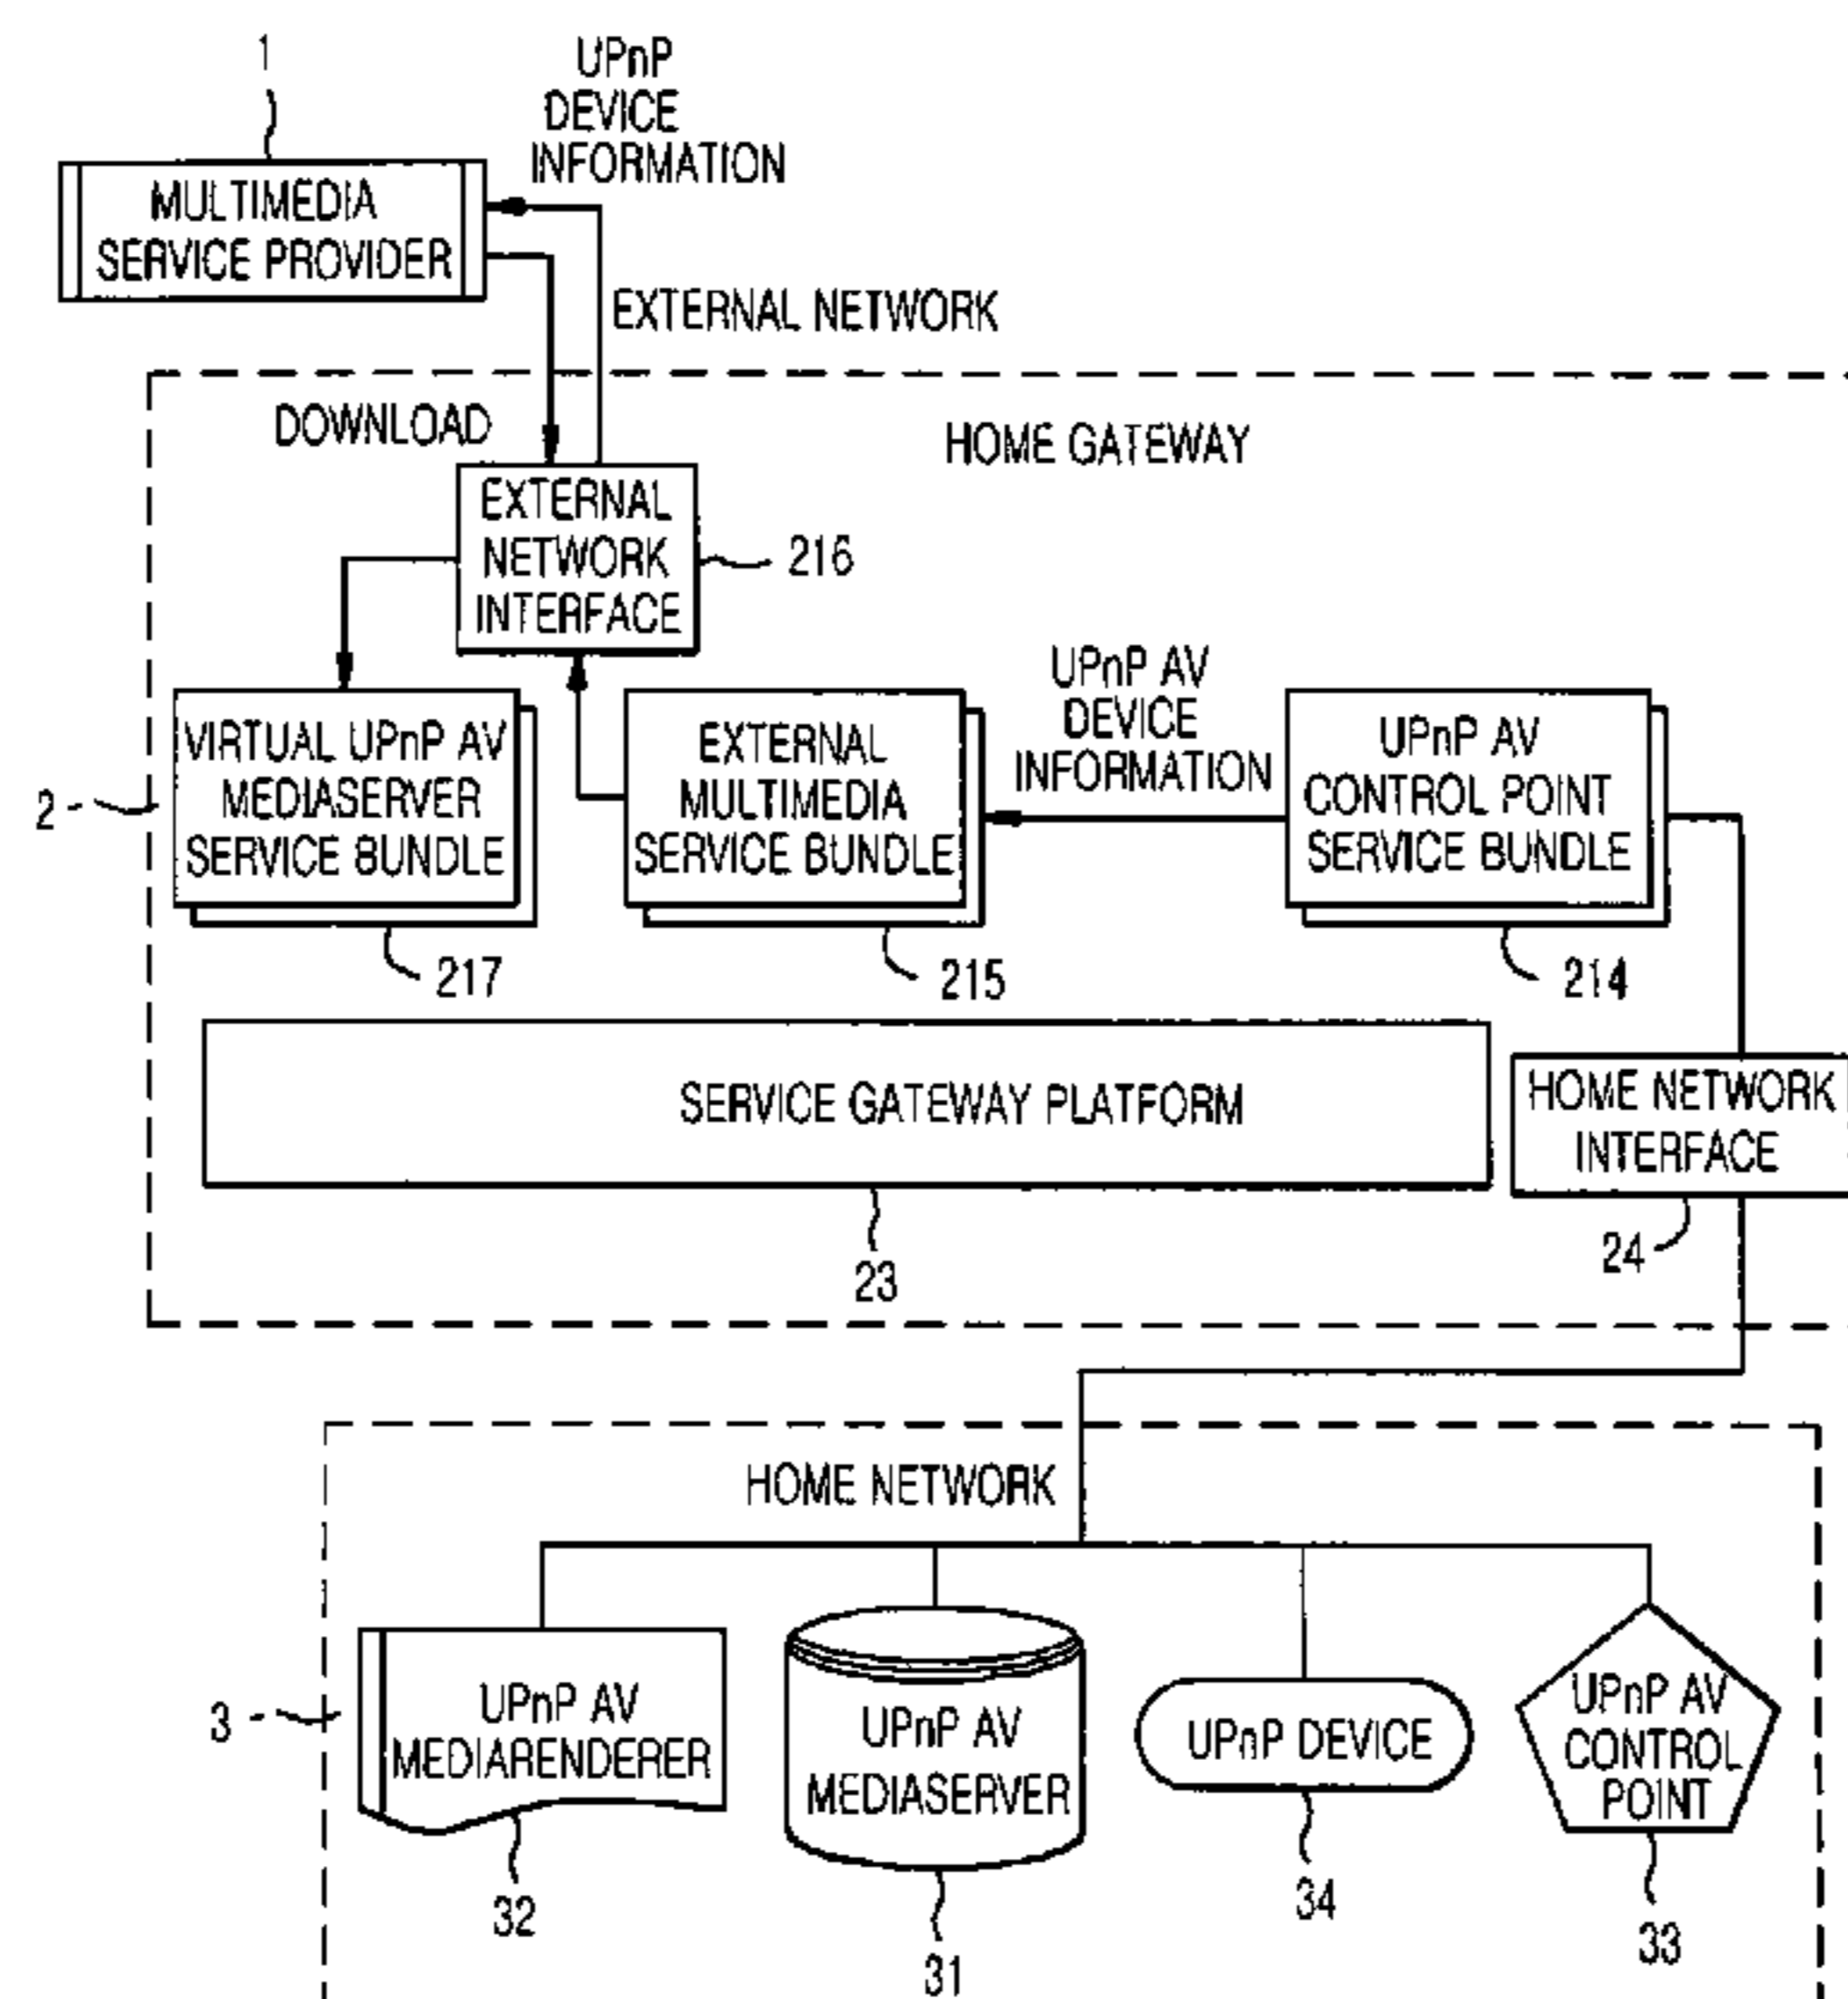 1
UPnP
DEVICE
INFORMATION
MULTIMEDIA
SERVICE PROVIDER
EXTERNAL NETWORK
DOWNLOAD
HOME GATEWAY
EXTERNAL
NETWORK
INTERFACE
216
UPnP AV
DEVICE
INFORMATION
2
VIRTUAL UPnP AV
MEDIASERVER
SERVICE BUNDLE
EXTERNAL
MULTIMEDIA
SERVICE BUNDLE
UPnP AV
CONTROL POINT
SERVICE BUNDLE
217
215
214
SERVICE GATEWAY PLATFORM
HOME NETWORK
INTERFACE
23
24
HOME NETWORK
3
UPnP AV
MEDIARENDERER
UPnP AV
MEDIASERVER
UPnP DEVICE
UPnP AV
CONTROL
POINT
32
31
34
33